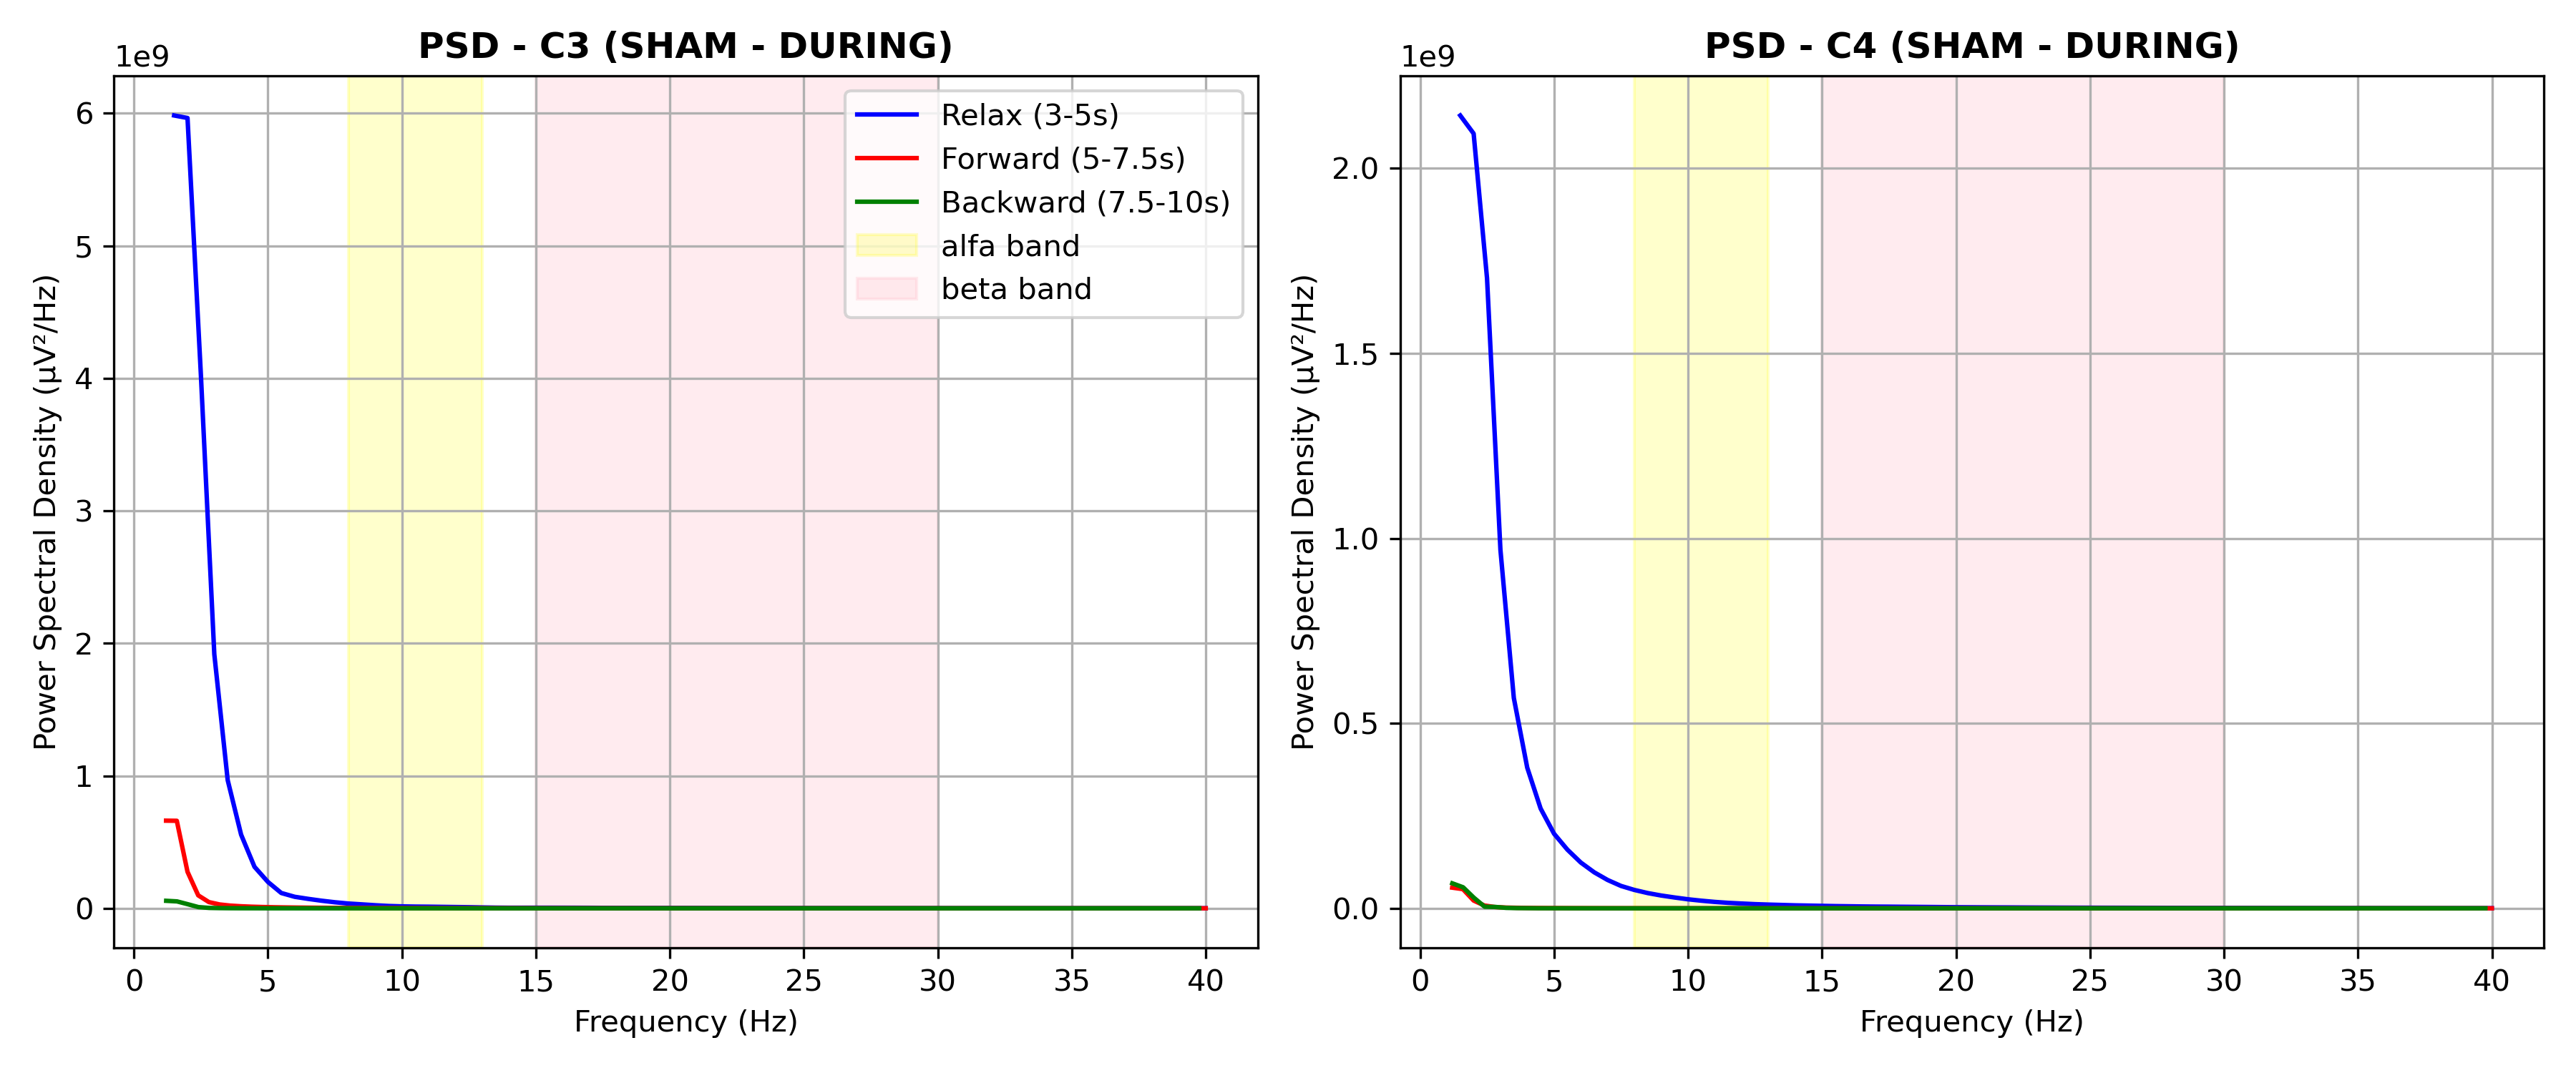 PSD - C3 (SHAM - DURING)
1e9
6
5
4
3
2
1
0
Power Spectral Density (µV²/Hz)
Relax (3-5s)
Forward (5-7.5s)
Backward (7.5-10s)
alfa band
beta band
0 5 10 15 20 25 30 35 40
Frequency (Hz)
PSD - C4 (SHAM - DURING)
1e9
2.0
1.5
1.0
0.5
0.0
Power Spectral Density (µV²/Hz)
0 5 10 15 20 25 30 35 40
Frequency (Hz)